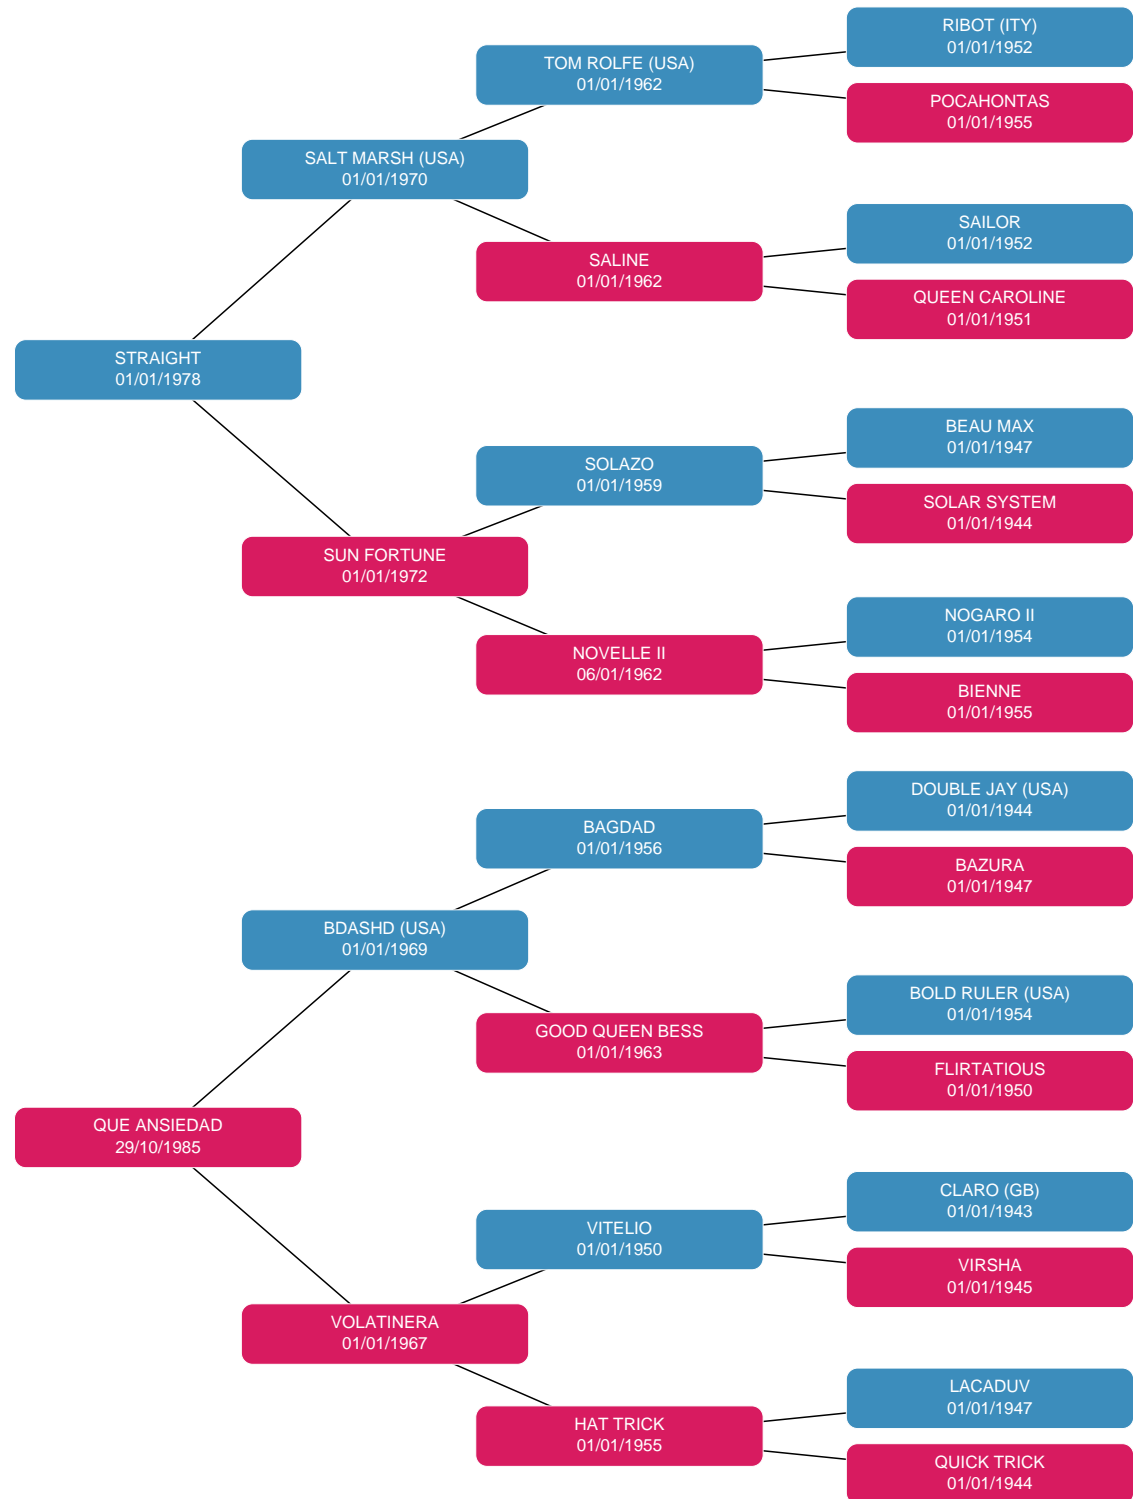 RIBOT (ITY)
01/01/1952
TOM ROLFE (USA)
01/01/1962
POCAHONTAS
01/01/1955
SALT MARSH (USA)
01/01/1970
SAILOR
01/01/1952
SALINE
01/01/1962
QUEEN CAROLINE
01/01/1951
STRAIGHT
01/01/1978
BEAU MAX
01/01/1947
SOLAZO
01/01/1959
SOLAR SYSTEM
01/01/1944
SUN FORTUNE
01/01/1972
NOGARO II
01/01/1954
NOVELLE II
06/01/1962
BIENNE
01/01/1955
DOUBLE JAY (USA)
01/01/1944
BAGDAD
01/01/1956
BAZURA
01/01/1947
BDASHD (USA)
01/01/1969
BOLD RULER (USA)
01/01/1954
GOOD QUEEN BESS
01/01/1963
FLIRTATIOUS
01/01/1950
QUE ANSIEDAD
29/10/1985
CLARO (GB)
01/01/1943
VITELIO
01/01/1950
VIRSHA
01/01/1945
VOLATINERA
01/01/1967
LACADUV
01/01/1947
HAT TRICK
01/01/1955
QUICK TRICK
01/01/1944